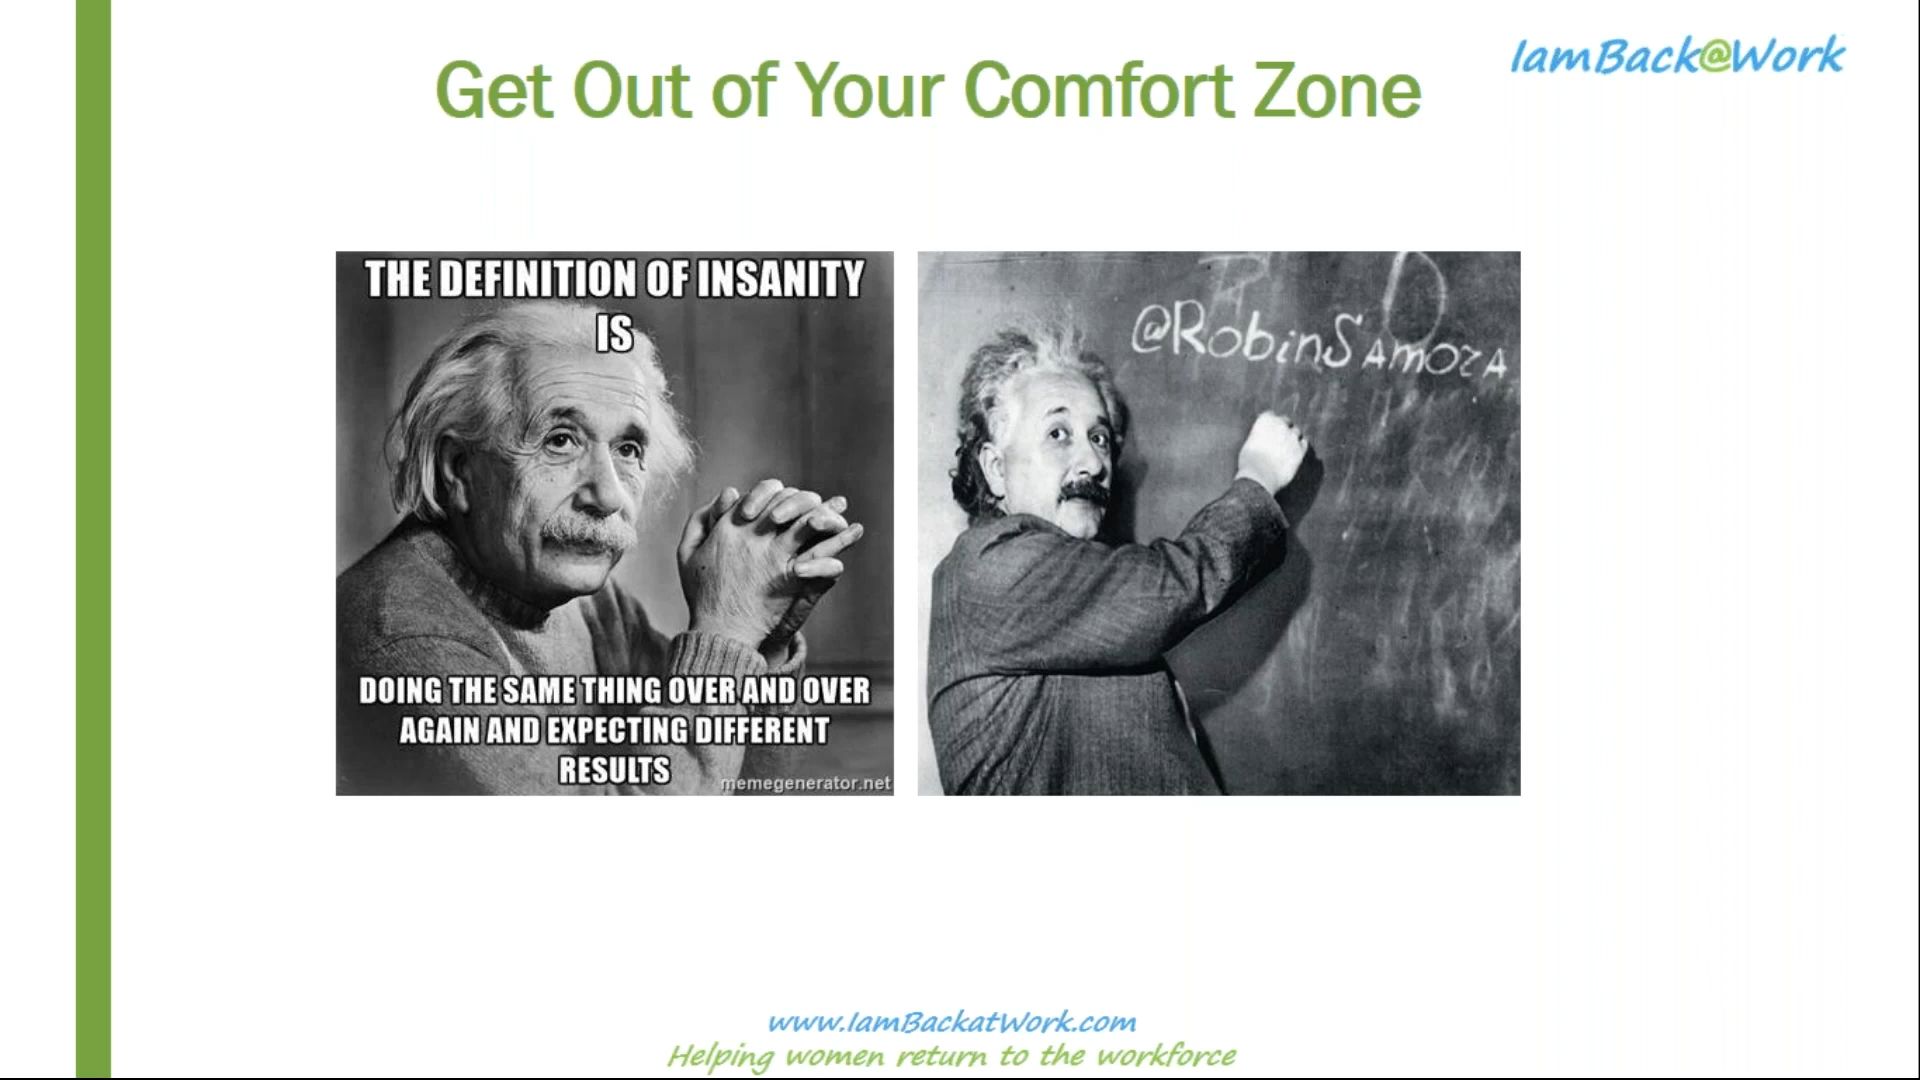 IamBack@Work
Get Out of Your Comfort Zone
THE DEFINITION OF INSANITY
IS
DOING THE SAME THING OVER AND OVER
AGAIN AND EXPECTING DIFFERENT
RESULTS
memegenerator.net
@RobinSamora
www.IamBackatWork.com
Helping women return to the workforce